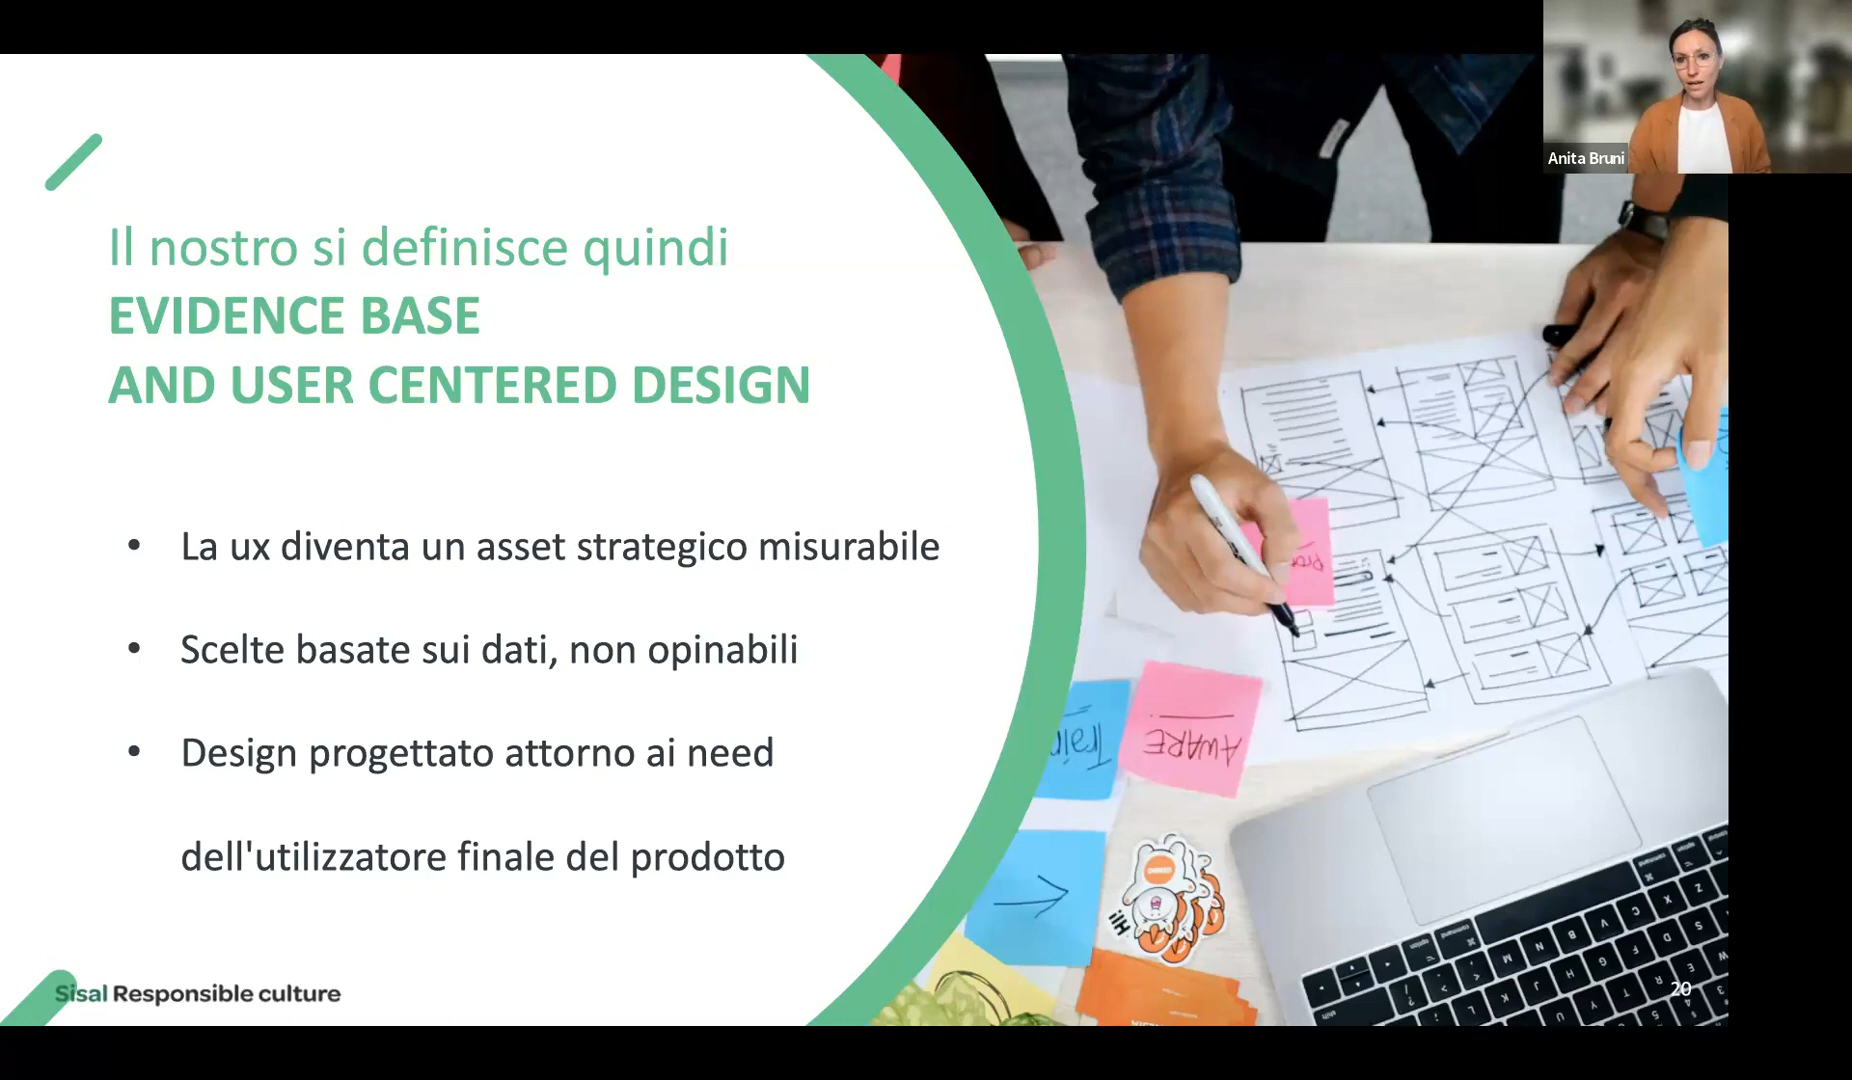 Anita Bruni
Il nostro si definisce quindi
EVIDENCE BASE
AND USER CENTERED DESIGN
• La ux diventa un asset strategico misurabile
• Scelte basate sui dati, non opinabili
• Design progettato attorno ai need
dell'utilizzatore finale del prodotto
AWARE
Hi!
Sisal Responsible culture
20